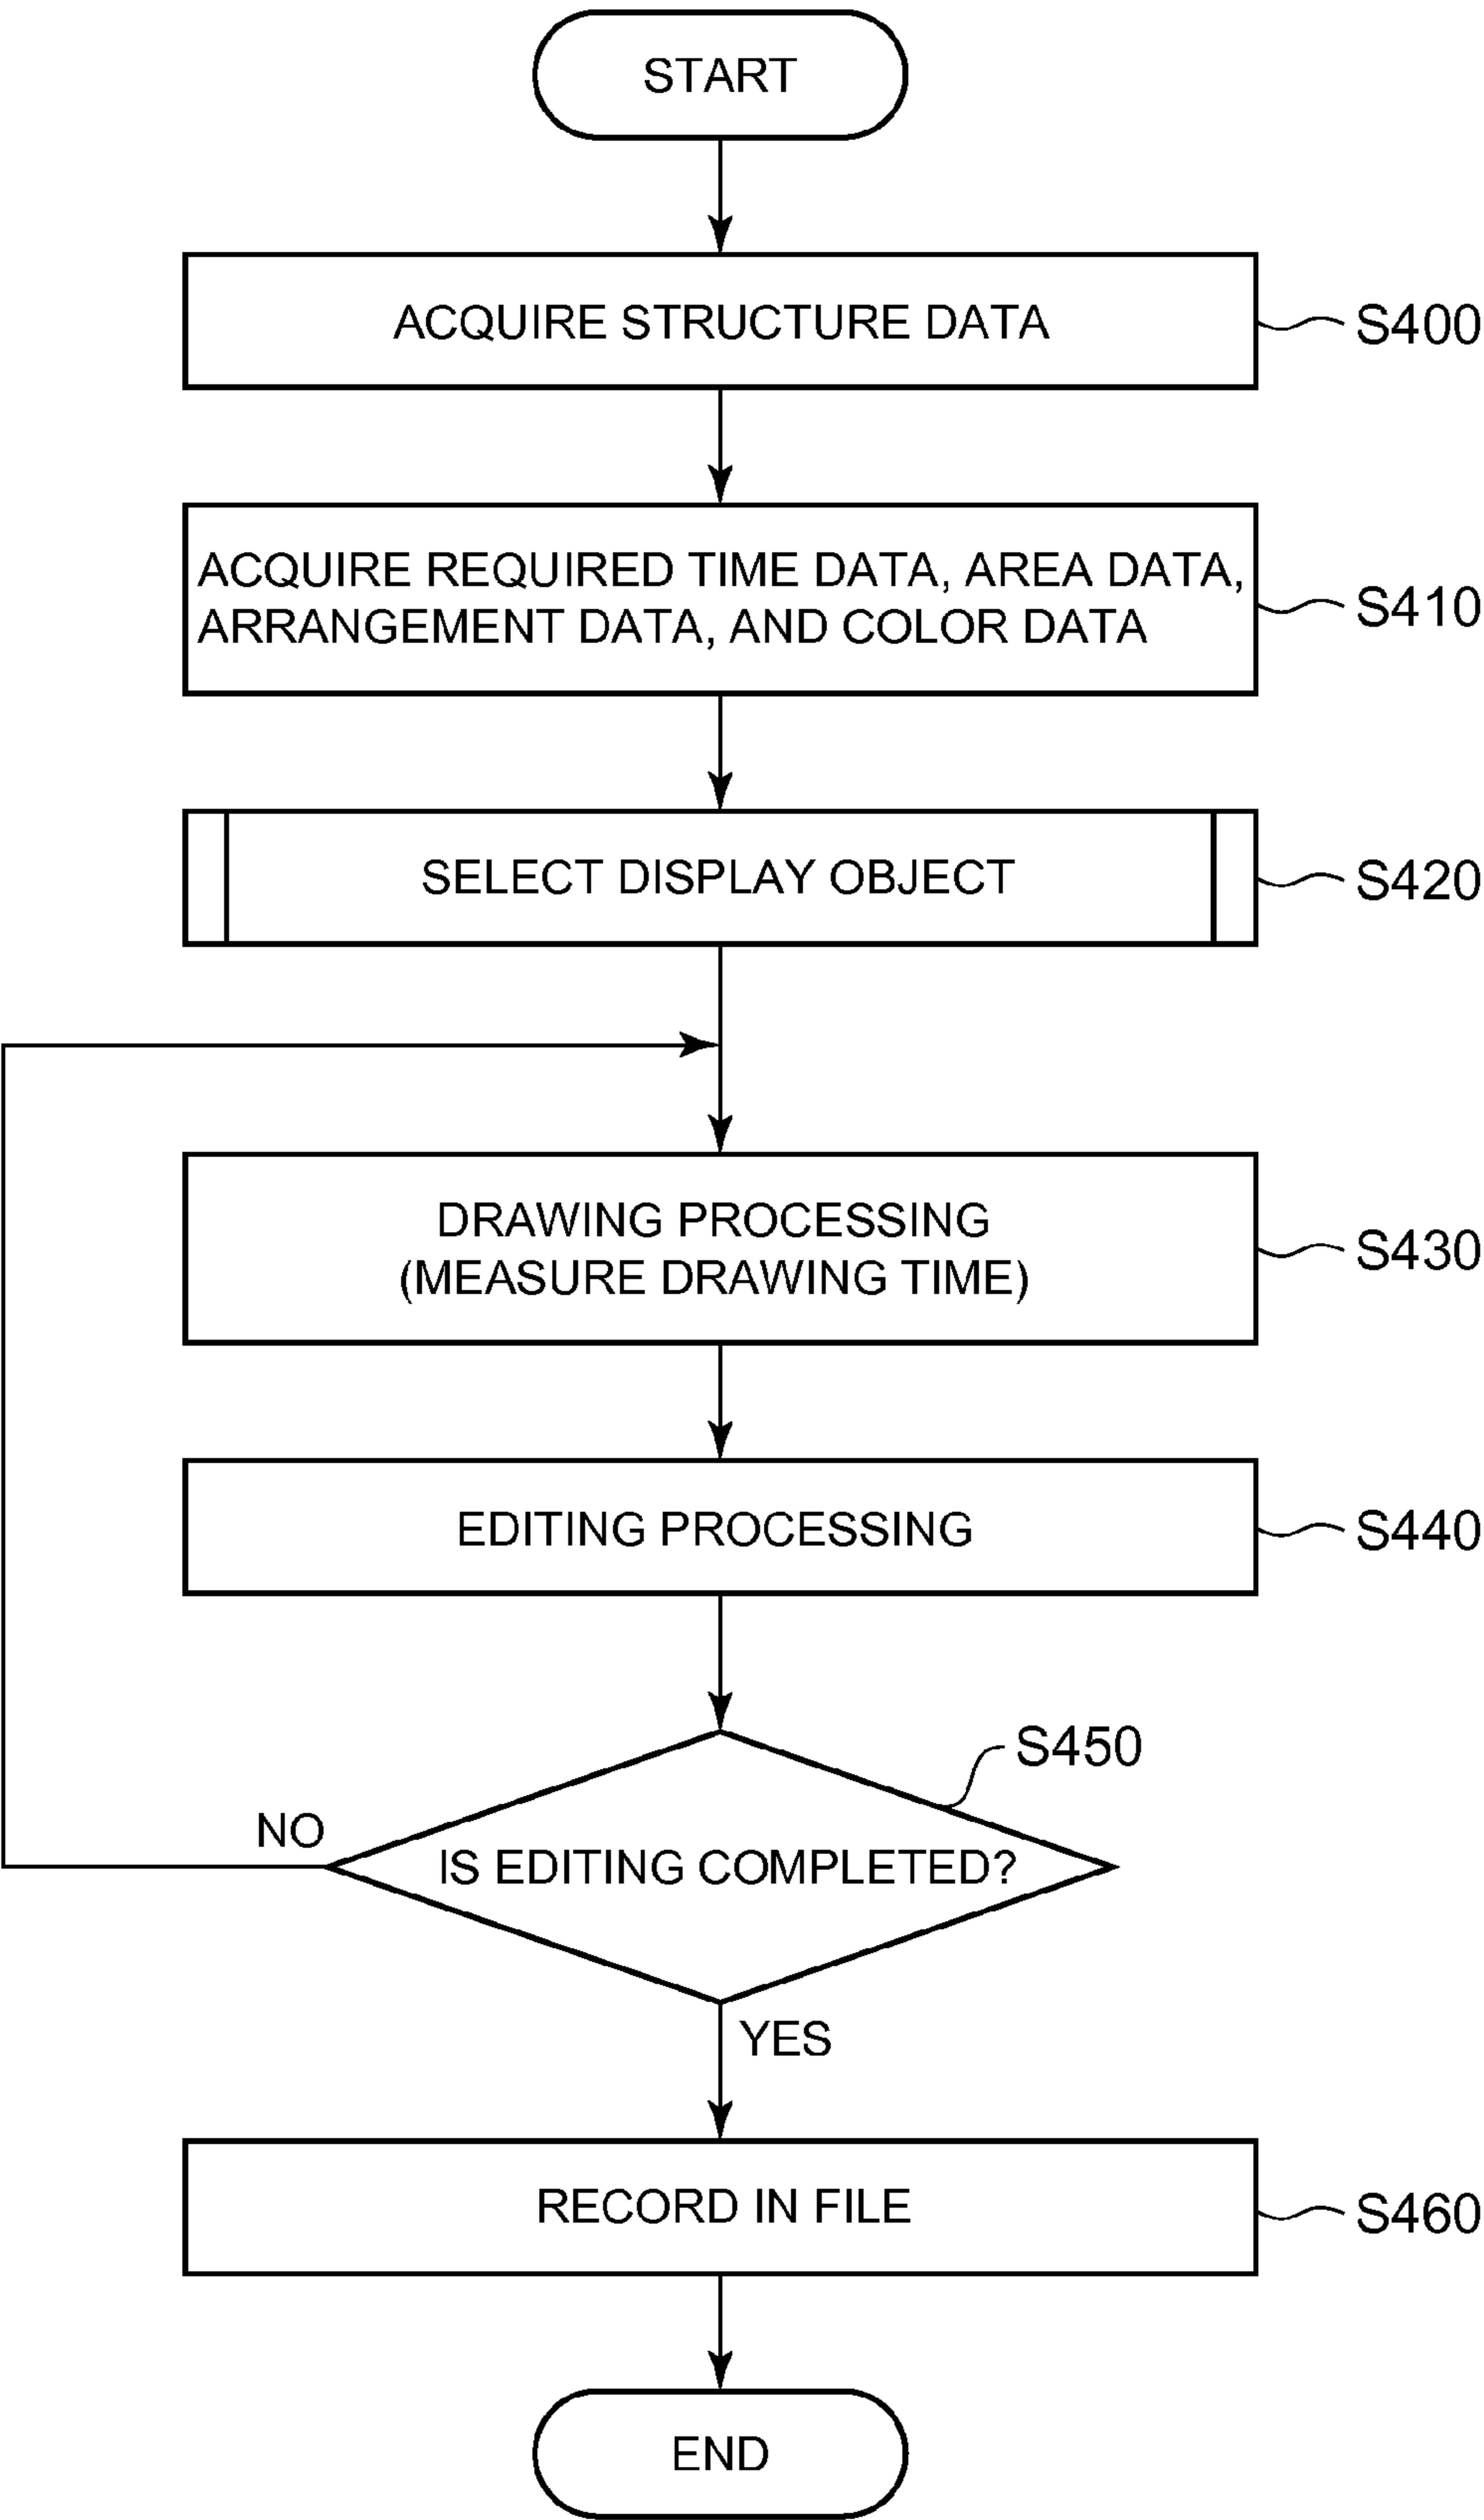 START
ACQUIRE STRUCTURE DATA
S400
ACQUIRE REQUIRED TIME DATA, AREA DATA,
ARRANGEMENT DATA, AND COLOR DATA
S410
SELECT DISPLAY OBJECT
S420
DRAWING PROCESSING
(MEASURE DRAWING TIME)
S430
EDITING PROCESSING
S440
S450
NO
IS EDITING COMPLETED?
YES
RECORD IN FILE
S460
END